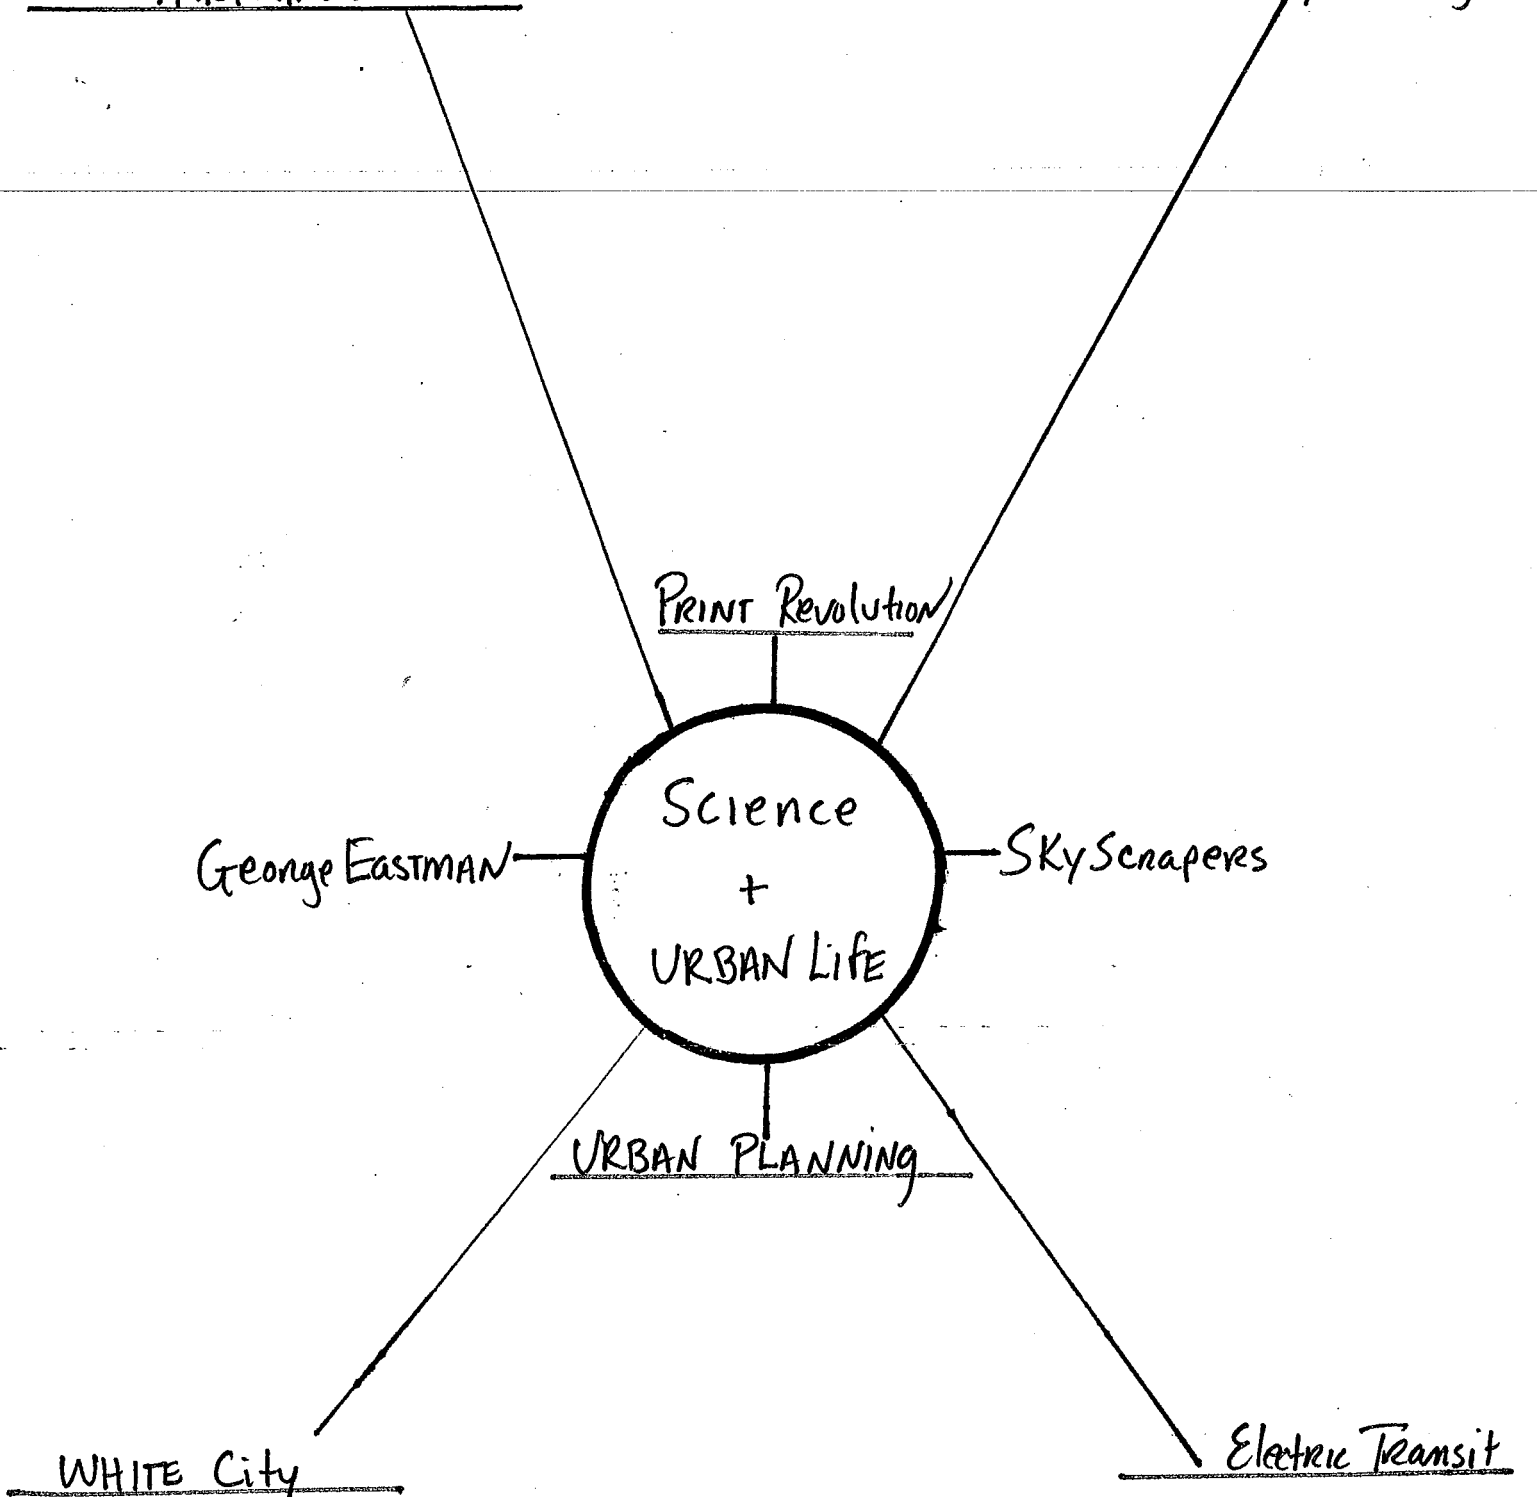 PRINT Revolution
Science
+
URBAN LifE
George EASTMAN
SKyScrapers
URBAN PLANNiNg
WHITE City
Electric Transit